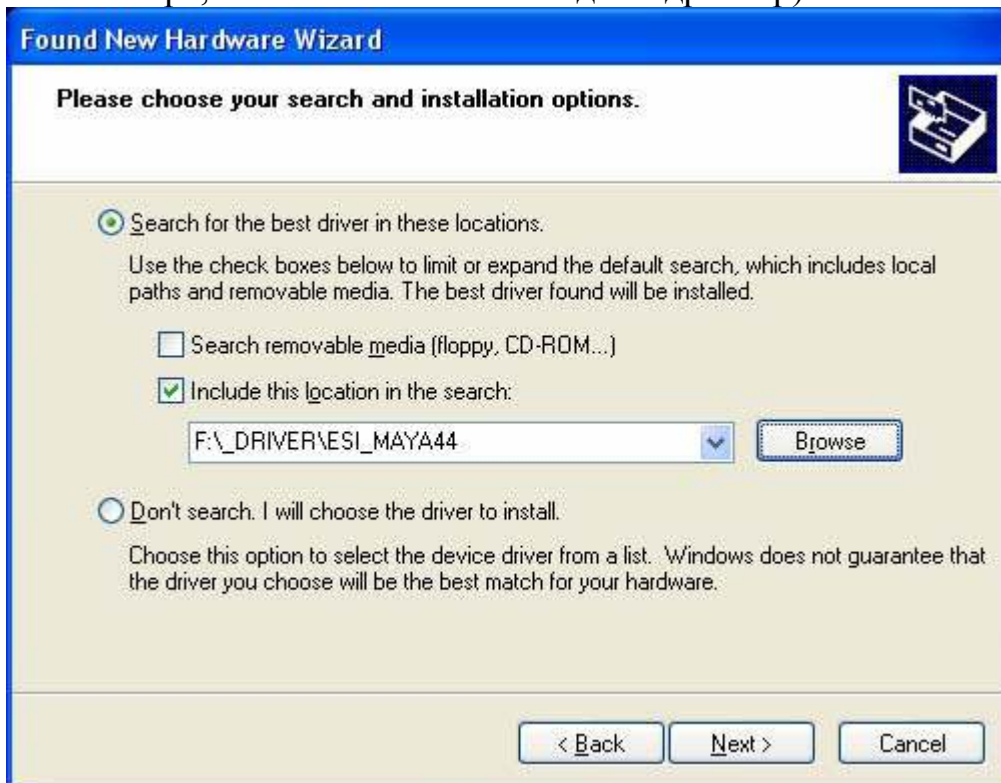 Found New Hardware Wizard
Please choose your search and installation options.
Search for the best driver in these locations.
Use the check boxes below to limit or expand the default search, which includes local
paths and removable media. The best driver found will be installed.
Search removable media (floppy, CD-ROM...)
Include this location in the search:
F:\_DRIVER\ESI_MAYA44
Browse
Don't search. I will choose the driver to install.
Choose this option to select the device driver from a list. Windows does not guarantee that
the driver you choose will be the best match for your hardware.
< Back
Next >
Cancel